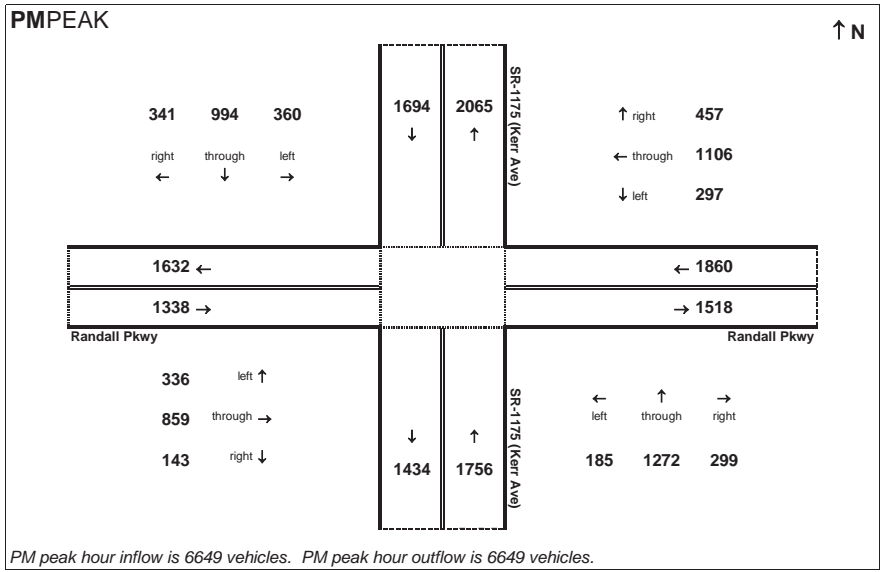 PMPEAK
↑ N
341 994 360
right through left
← ↓ →
1694 2065
↓ ↑
SR-1175 (Kerr Ave)
↑ right 457
← through 1106
↓ left 297
1632 ←
1338 →
← 1860
→ 1518
Randall Pkwy
Randall Pkwy
336 left ↑
859 through →
143 right ↓
↓ ↑
1434 1756
SR-1175 (Kerr Ave)
← ↑ →
left through right
185 1272 299
PM peak hour inflow is 6649 vehicles. PM peak hour outflow is 6649 vehicles.